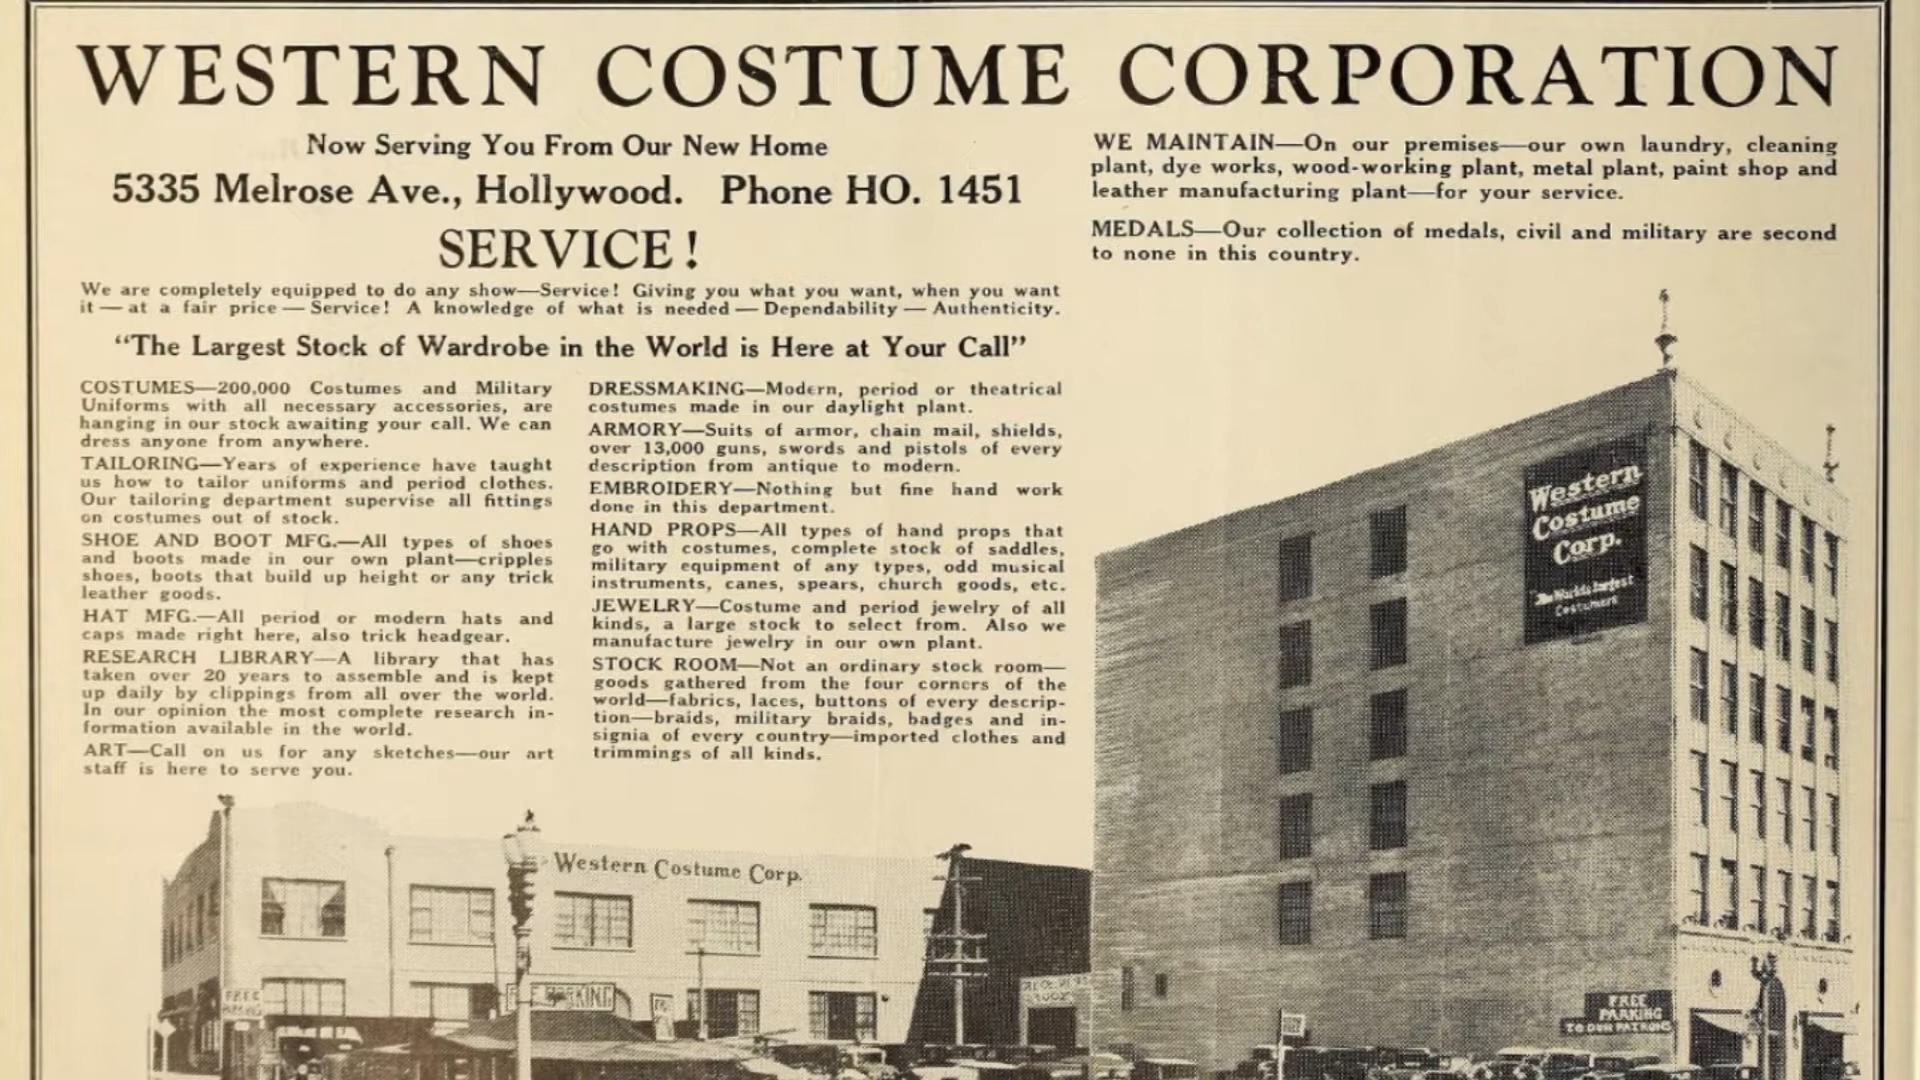 WESTERN COSTUME CORPORATION
Now Serving You From Our New Home
5335 Melrose Ave., Hollywood. Phone HO. 1451
SERVICE!
We are completely equipped to do any show—Service! Giving you what you want, when you want
it — at a fair price — Service! A knowledge of what is needed — Dependability — Authenticity.
"The Largest Stock of Wardrobe in the World is Here at Your Call"
COSTUMES—200,000 Costumes and Military
Uniforms with all necessary accessories, are
hanging in our stock awaiting your call. We can
dress anyone from anywhere.
TAILORING—Years of experience have taught
us how to tailor uniforms and period clothes.
Our tailoring department supervise all fittings
on costumes out of stock.
SHOE AND BOOT MFG.—All types of shoes
and boots made in our own plant—cripples
shoes, boots that build up height or any trick
leather goods.
HAT MFG.—All period or modern hats and
caps made right here, also trick headgear.
RESEARCH LIBRARY—A library that has
taken over 20 years to assemble and is kept
up daily by clippings from all over the world.
In our opinion the most complete research in-
formation available in the world.
ART—Call on us for any sketches—our art
staff is here to serve you.
DRESSMAKING—Modern, period or theatrical
costumes made in our daylight plant.
ARMORY—Suits of armor, chain mail, shields,
over 13,000 guns, swords and pistols of every
description from antique to modern.
EMBROIDERY—Nothing but fine hand work
done in this department.
HAND PROPS—All types of hand props that
go with costumes, complete stock of saddles,
military equipment of any types, odd musical
instruments, canes, spears, church goods, etc.
JEWELRY—Costume and period jewelry of all
kinds, a large stock to select from. Also we
manufacture jewelry in our own plant.
STOCK ROOM—Not an ordinary stock room—
goods gathered from the four corners of the
world—fabrics, laces, buttons of every descrip-
tion—braids, military braids, badges and in-
signia of every country—imported clothes and
trimmings of all kinds.
WE MAINTAIN—On our premises—our own laundry, cleaning
plant, dye works, wood-working plant, metal plant, paint shop and
leather manufacturing plant—for your service.
MEDALS—Our collection of medals, civil and military are second
to none in this country.
Western
Costume
Corp.
The World's Largest
Costumers
Western Costume Corp.
FREE
PARKING
PARKING
FREE
PARKING
TO OUR PATRONS